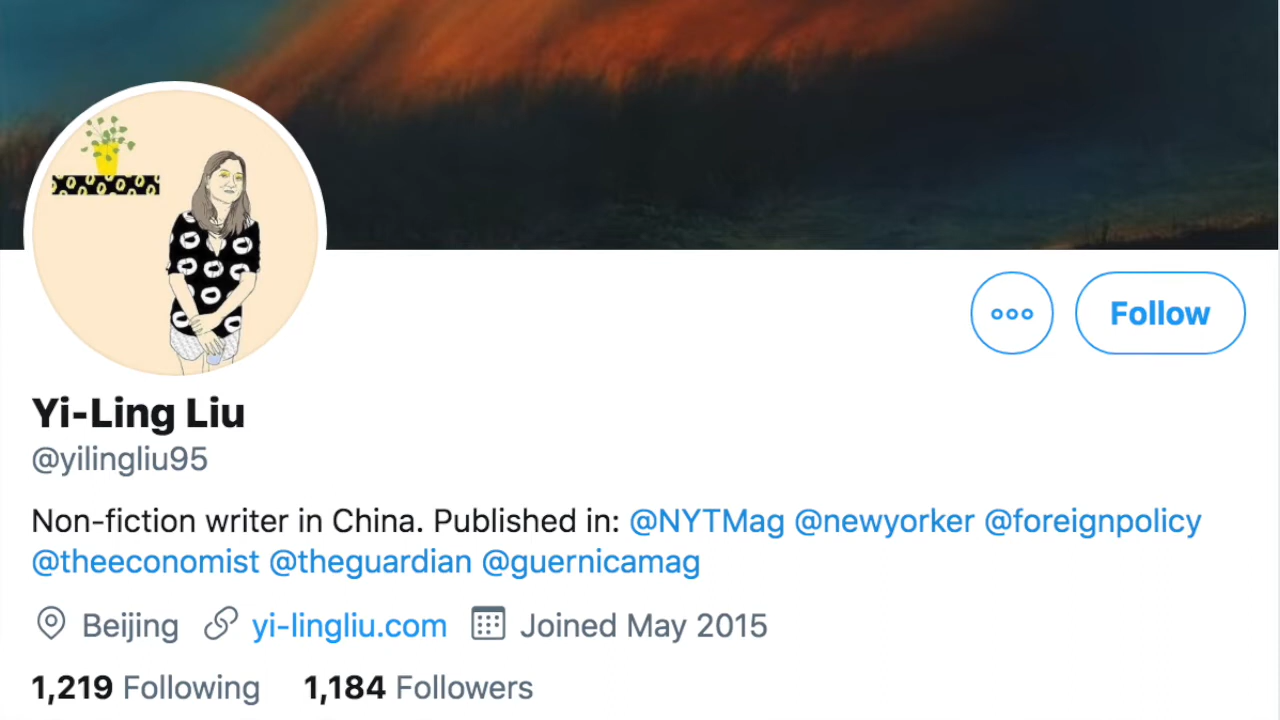 Follow
Yi-Ling Liu
@yilingliu95
Non-fiction writer in China. Published in: @NYTMag @newyorker @foreignpolicy
@theeconomist @theguardian @guernicamag
Beijing yi-lingliu.com Joined May 2015
1,219 Following 1,184 Followers